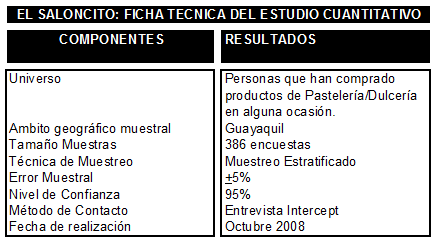 EL SALONCITO: FICHA TECNICA DEL ESTUDIO CUANTITATIVO
COMPONENTES RESULTADOS
Universo Personas que han comprado
productos de Pastelería/Dulcería
en alguna ocasión.
Ambito geográfico muestral Guayaquil
Tamaño Muestras 386 encuestas
Técnica de Muestreo Muestreo Estratificado
Error Muestral ±5%
Nivel de Confianza 95%
Método de Contacto Entrevista Intercept
Fecha de realización Octubre 2008